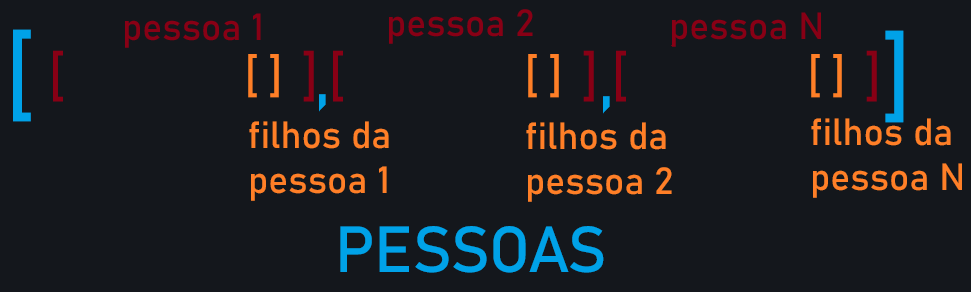 pessoa 1 pessoa 2 pessoa N
[ [ [ ] ],[ [ ] ],[ [ ] ] ]
filhos da filhos da filhos da
pessoa 1 pessoa 2 pessoa N
PESSOAS